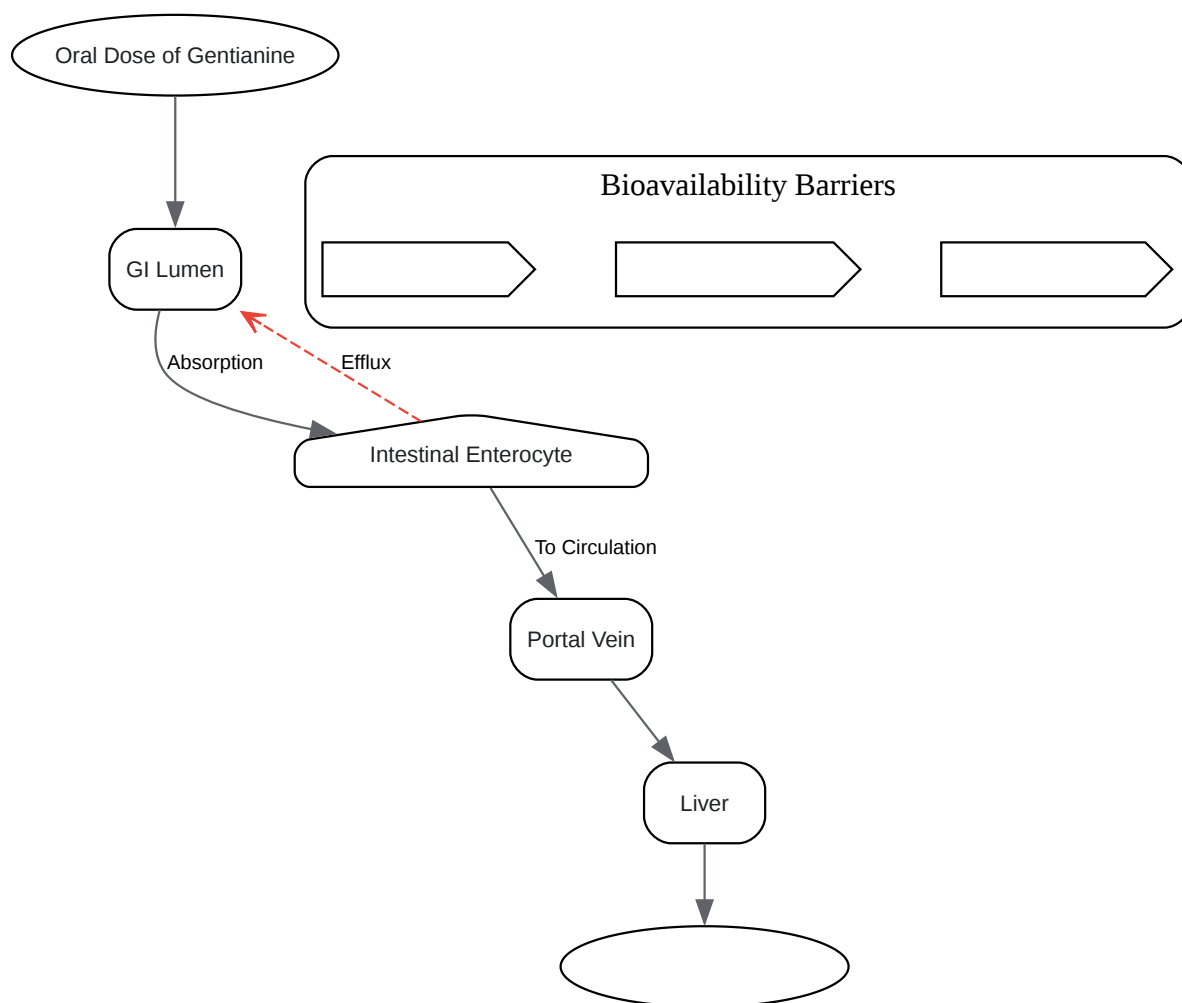 Oral Dose of Gentianine
Bioavailability Barriers
GI Lumen
Absorption
Efflux
Intestinal Enterocyte
To Circulation
Portal Vein
Liver